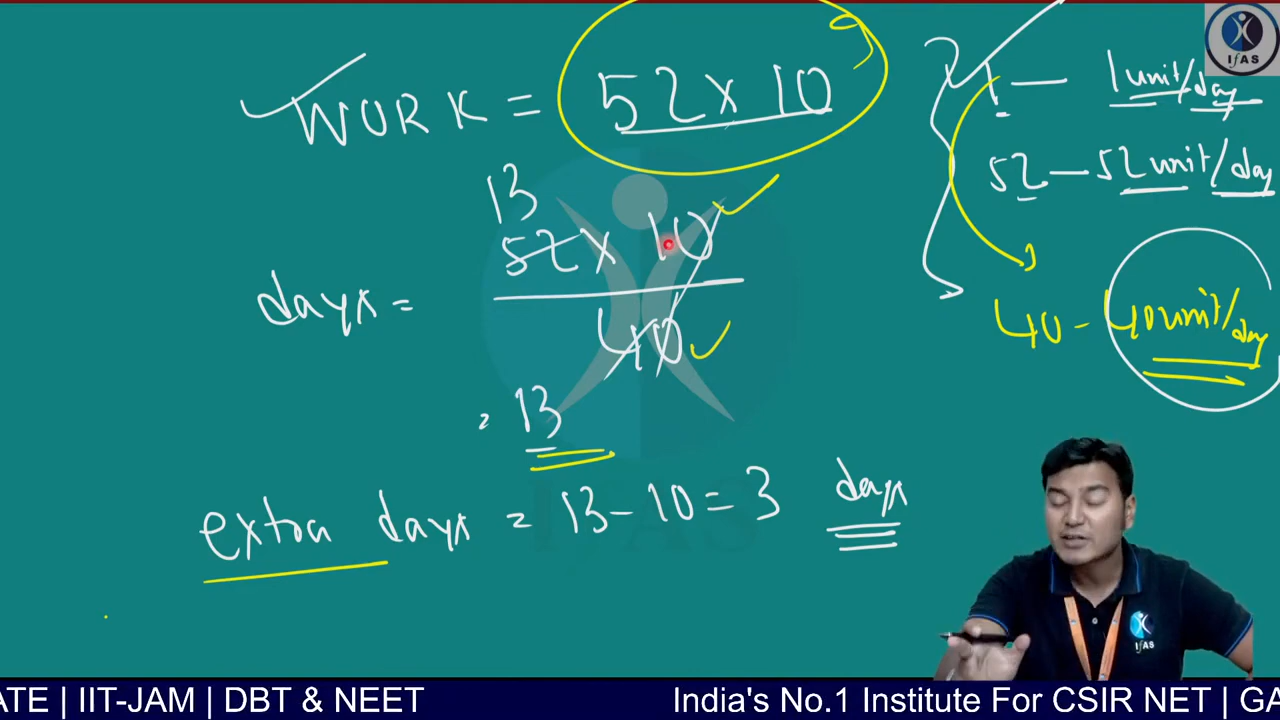 WORK = 52 x 10
1 — 1 unit/day
52 — 52 unit/day
13
52 x 10
days =
40
40 - 40 unit/day
= 13
extra days = 13 - 10 = 3 days
IFAS
IFAS
IFAS
ATE | IIT-JAM | DBT & NEET
India's No.1 Institute For CSIR NET | GA